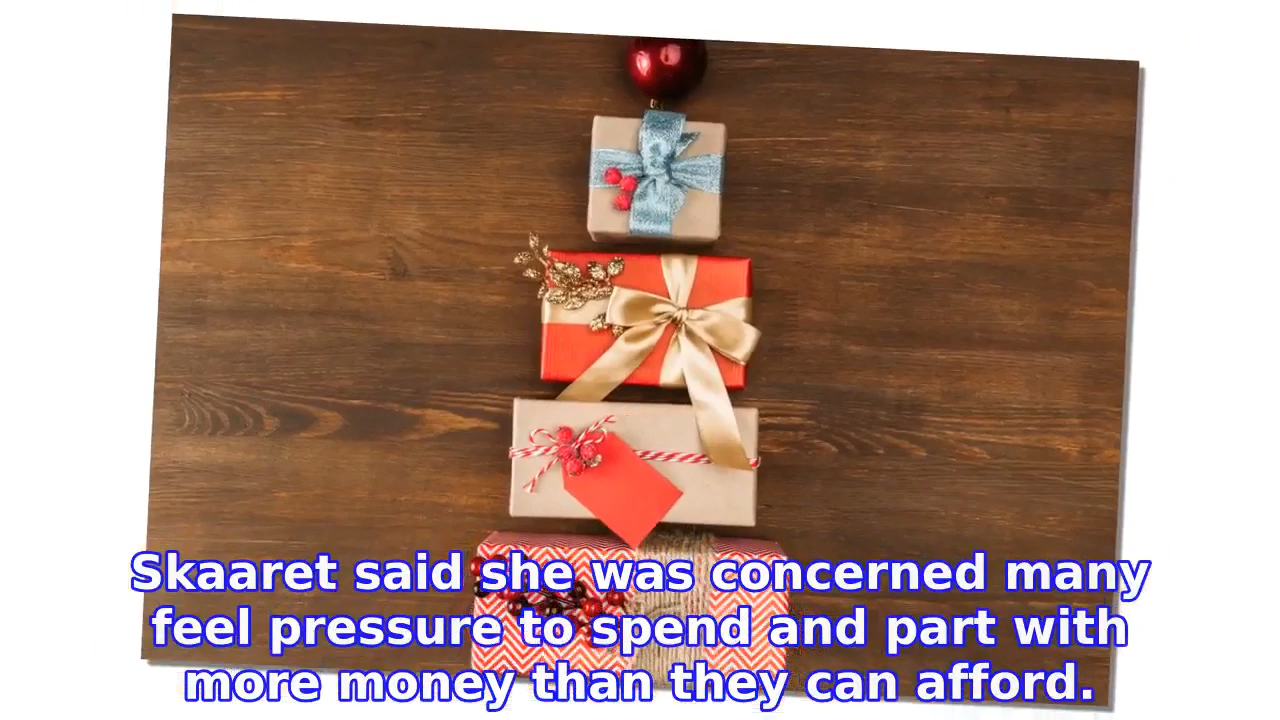 Skaaret said she was concerned many
feel pressure to spend and part with
more money than they can afford.